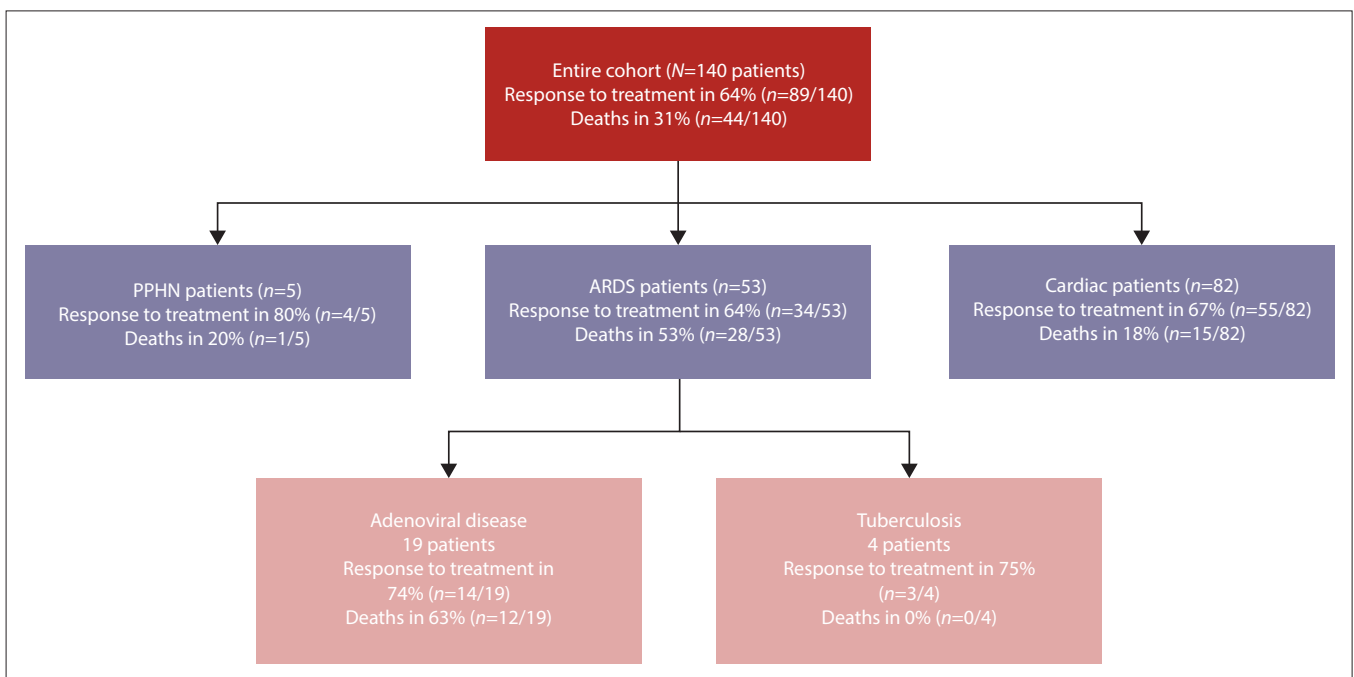 Entire cohort (N=140 patients)
Response to treatment in 64% (n=89/140)
Deaths in 31% (n=44/140)
PPHN patients (n=5)
Response to treatment in 80% (n=4/5)
Deaths in 20% (n=1/5)
ARDS patients (n=53)
Response to treatment in 64% (n=34/53)
Deaths in 53% (n=28/53)
Cardiac patients (n=82)
Response to treatment in 67% (n=55/82)
Deaths in 18% (n=15/82)
Adenoviral disease
19 patients
Response to treatment in
74% (n=14/19)
Deaths in 63% (n=12/19)
Tuberculosis
4 patients
Response to treatment in 75%
(n=3/4)
Deaths in 0% (n=0/4)